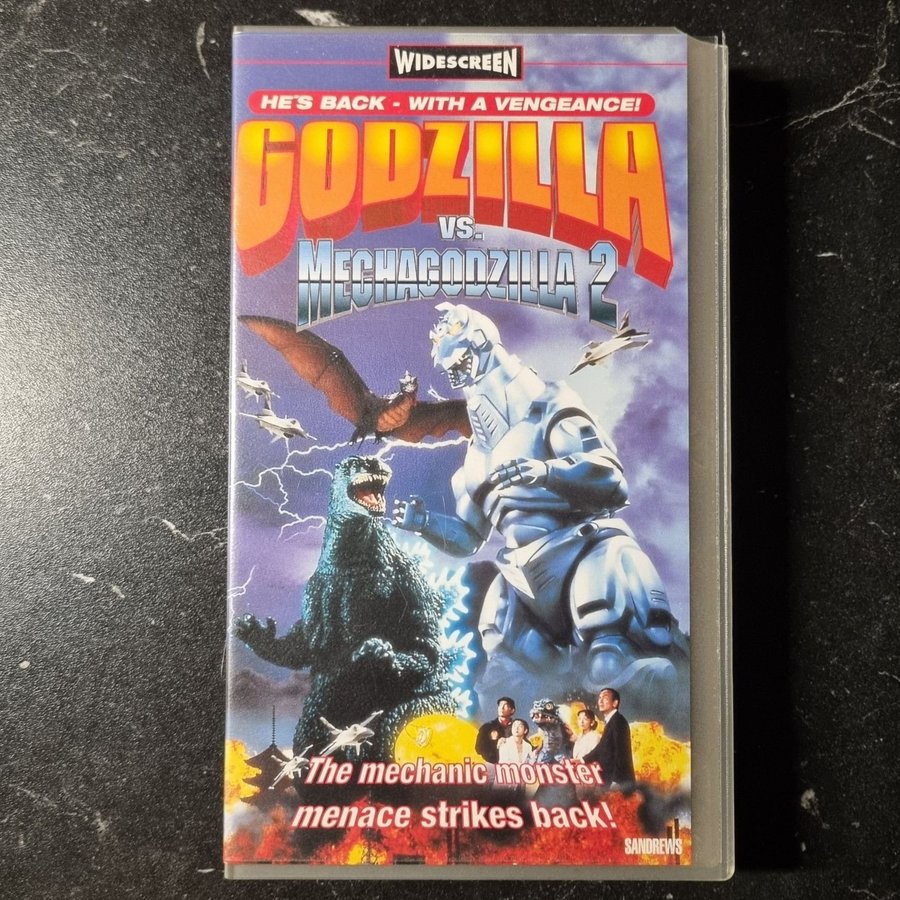 WIDESCREEN
HE'S BACK - WITH A VENGEANCE!
GODZILLA
VS.
MECHAGODZILLA 2
The mechanic monster
menace strikes back!
SANDREWS